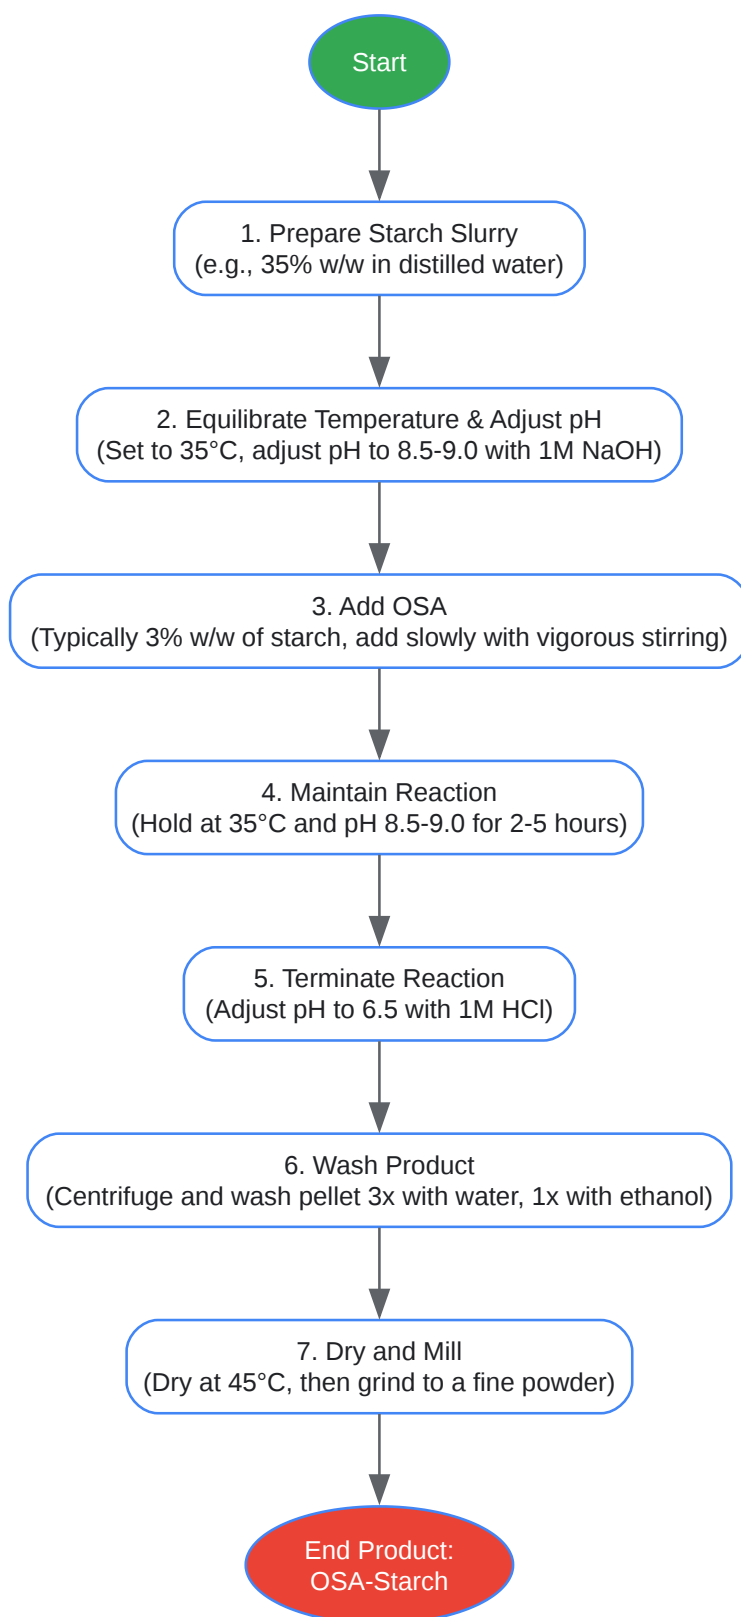 Start
1. Prepare Starch Slurry
(e.g., 35% w/w in distilled water)
2. Equilibrate Temperature & Adjust pH
(Set to 35°C, adjust pH to 8.5-9.0 with 1M NaOH)
3. Add OSA
(Typically 3% w/w of starch, add slowly with vigorous stirring)
4. Maintain Reaction
(Hold at 35°C and pH 8.5-9.0 for 2-5 hours)
5. Terminate Reaction
(Adjust pH to 6.5 with 1M HCl)
6. Wash Product
(Centrifuge and wash pellet 3x with water, 1x with ethanol)
7. Dry and Mill
(Dry at 45°C, then grind to a fine powder)
End Product:
OSA-Starch